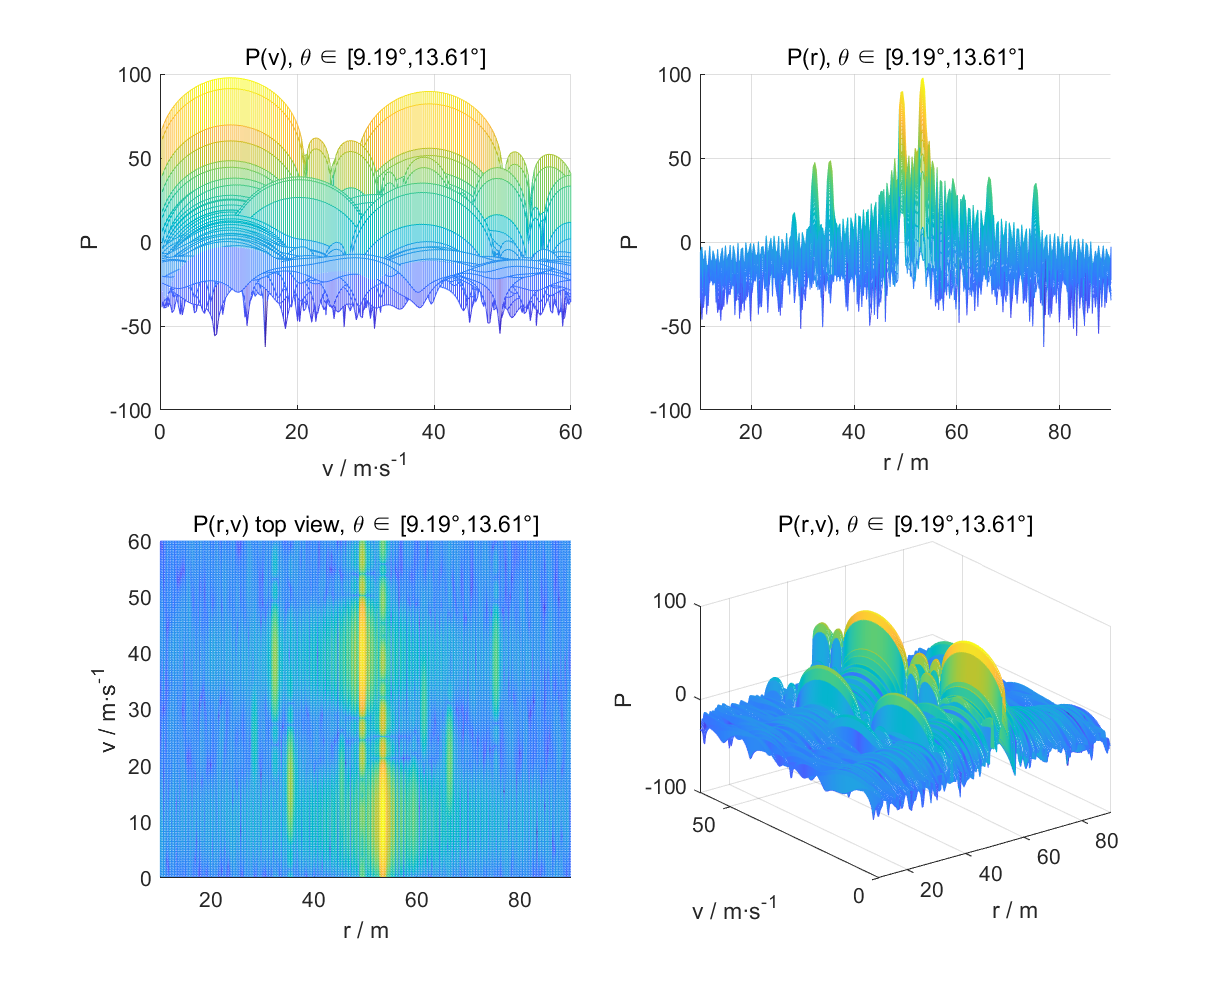 P(v), θ ∈ [9.19°,13.61°]
100
50
0
-50
-100
P
0
20
40
60
v / m·s⁻¹
P(r), θ ∈ [9.19°,13.61°]
100
50
0
-50
-100
P
20
40
60
80
r / m
P(r,v) top view, θ ∈ [9.19°,13.61°]
60
50
40
30
20
10
0
v / m·s⁻¹
20
40
60
80
r / m
P(r,v), θ ∈ [9.19°,13.61°]
100
0
-100
P
50
0
v / m·s⁻¹
20
40
60
80
r / m